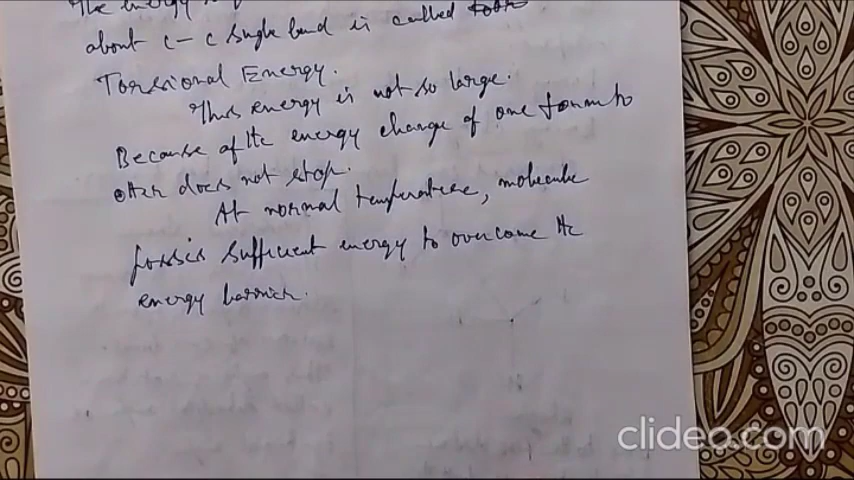 The energy
about C-C single bond is called
Torsional Energy.
This energy is not so large.
Because of the energy change of one form to
other does not stop.
At normal temperature, molecule
possess sufficient energy to overcome the
energy barrier.
clideo.com